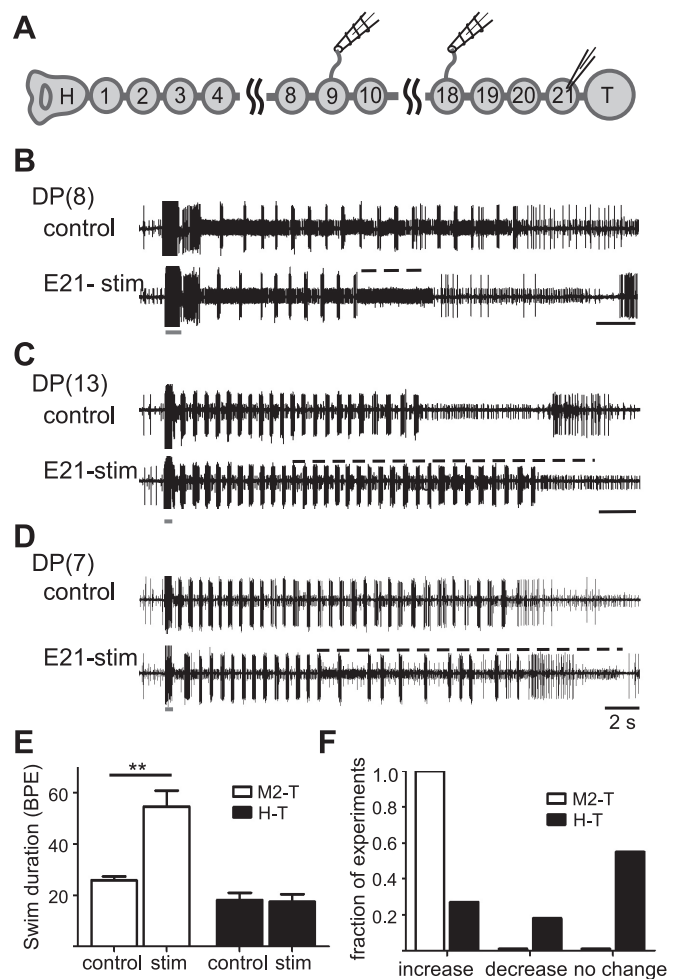 A
H 1 2 3 4 8 9 10 18 19 20 21 T
B
DP(8)
control
E21- stim
C
DP(13)
control
E21-stim
D
DP(7)
control
E21-stim
2 s
E
Swim duration (BPE)
60
40
20
**
M2-T
H-T
control stim control stim
F
fraction of experiments
1.0
0.8
0.6
0.4
0.2
M2-T
H-T
increase decrease no change